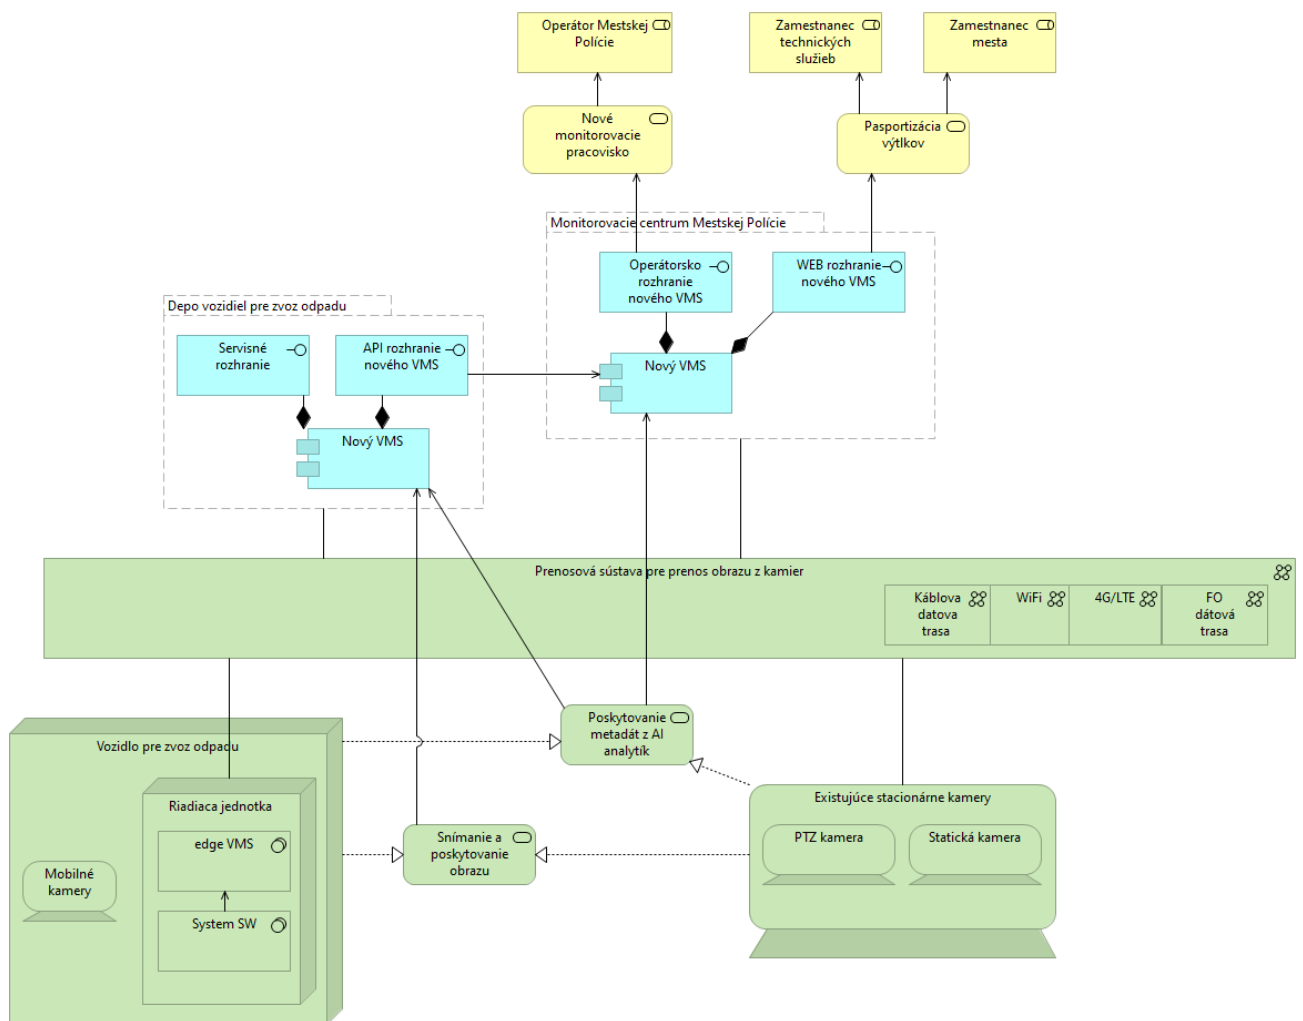 Operátor Mestskej
Polície
Zamestnanec
technických
služieb
Zamestnanec
mesta
Nové
monitorovacie
pracovisko
Pasportizácia
výtlkov
Monitorovacie centrum Mestskej Polície
Operátorsko
rozhranie
nového VMS
WEB rozhranie
nového VMS
Depo vozidiel pre zvoz odpadu
Servisné
rozhranie
API rozhranie
nového VMS
Nový VMS
Nový VMS
Prenosová sústava pre prenos obrazu z kamier
Káblova
datova
trasa
WiFi
4G/LTE
FO
dátová
trasa
Poskytovanie
metadát z AI
analytík
Vozidlo pre zvoz odpadu
Riadiaca jednotka
edge VMS
System SW
Mobilné
kamery
Snímanie a
poskytovanie
obrazu
Existujúce stacionárne kamery
PTZ kamera
Statická kamera